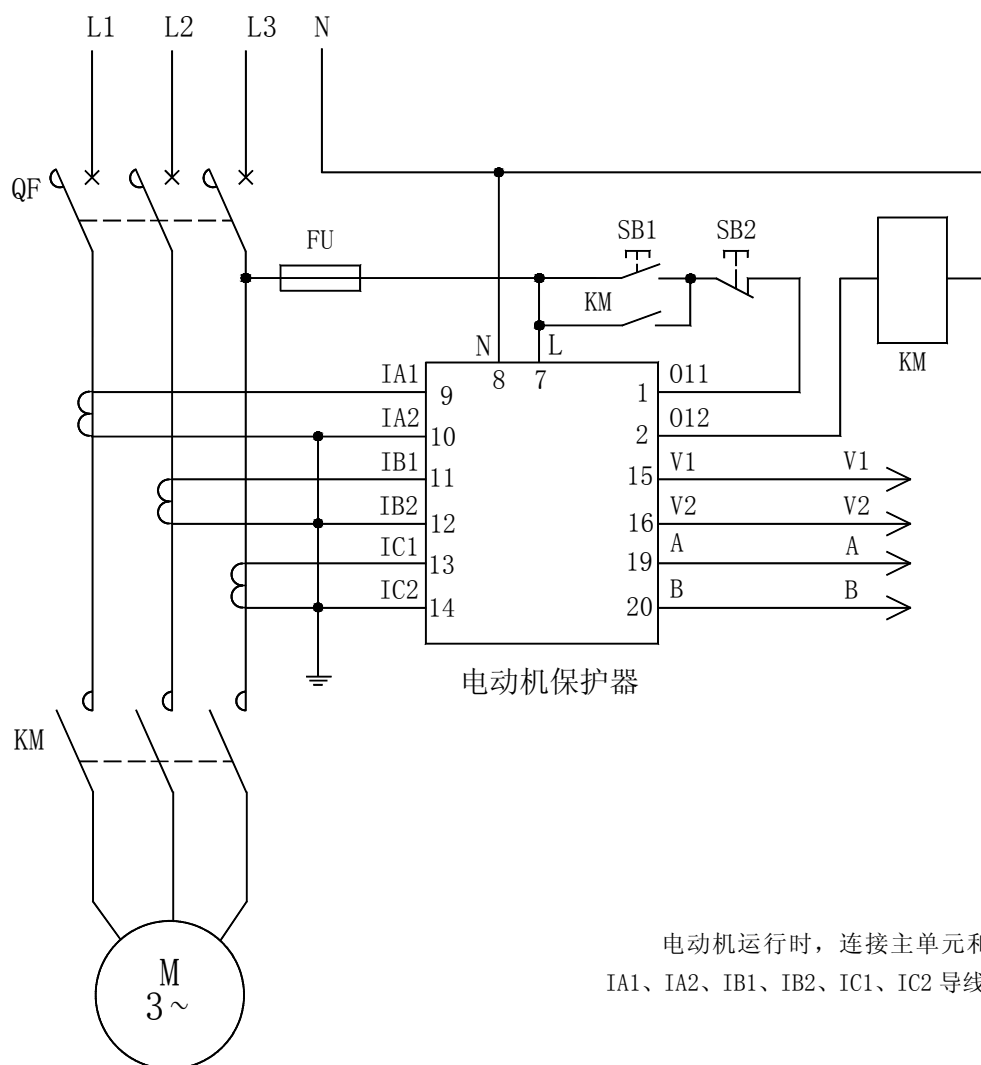 L1 L2 L3 N
QF
FU
SB1 SB2
KM
KM
N L
8 7
IA1 9
IA2 10
IB1 11
IB2 12
IC1 13
IC2 14
1 011
2 012
15 V1 V1
16 V2 V2
19 A A
20 B B
电动机保护器
KM
M
3~
电动机运行时，连接主单元和
IA1、IA2、IB1、IB2、IC1、IC2 导线